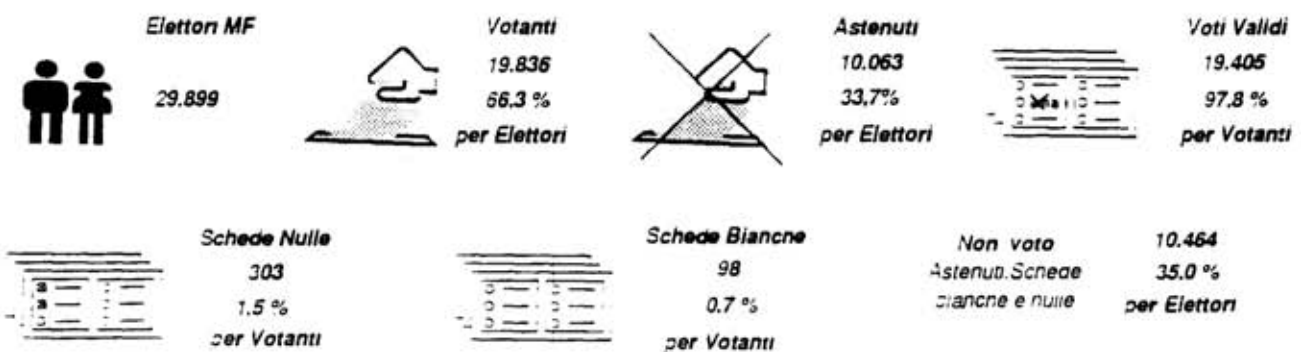 Elettori MF
29.899
Votanti
19.836
66.3 %
per Elettori
Astenuti
10.063
33.7%
per Elettori
Voti Validi
19.405
97.8 %
per Votanti
Schede Nulle
303
1.5 %
per Votanti
Schede Biancne
98
0.7 %
per Votanti
Non voto
Astenuti.Schede
bianche e nulle
10.464
35.0 %
per Elettori